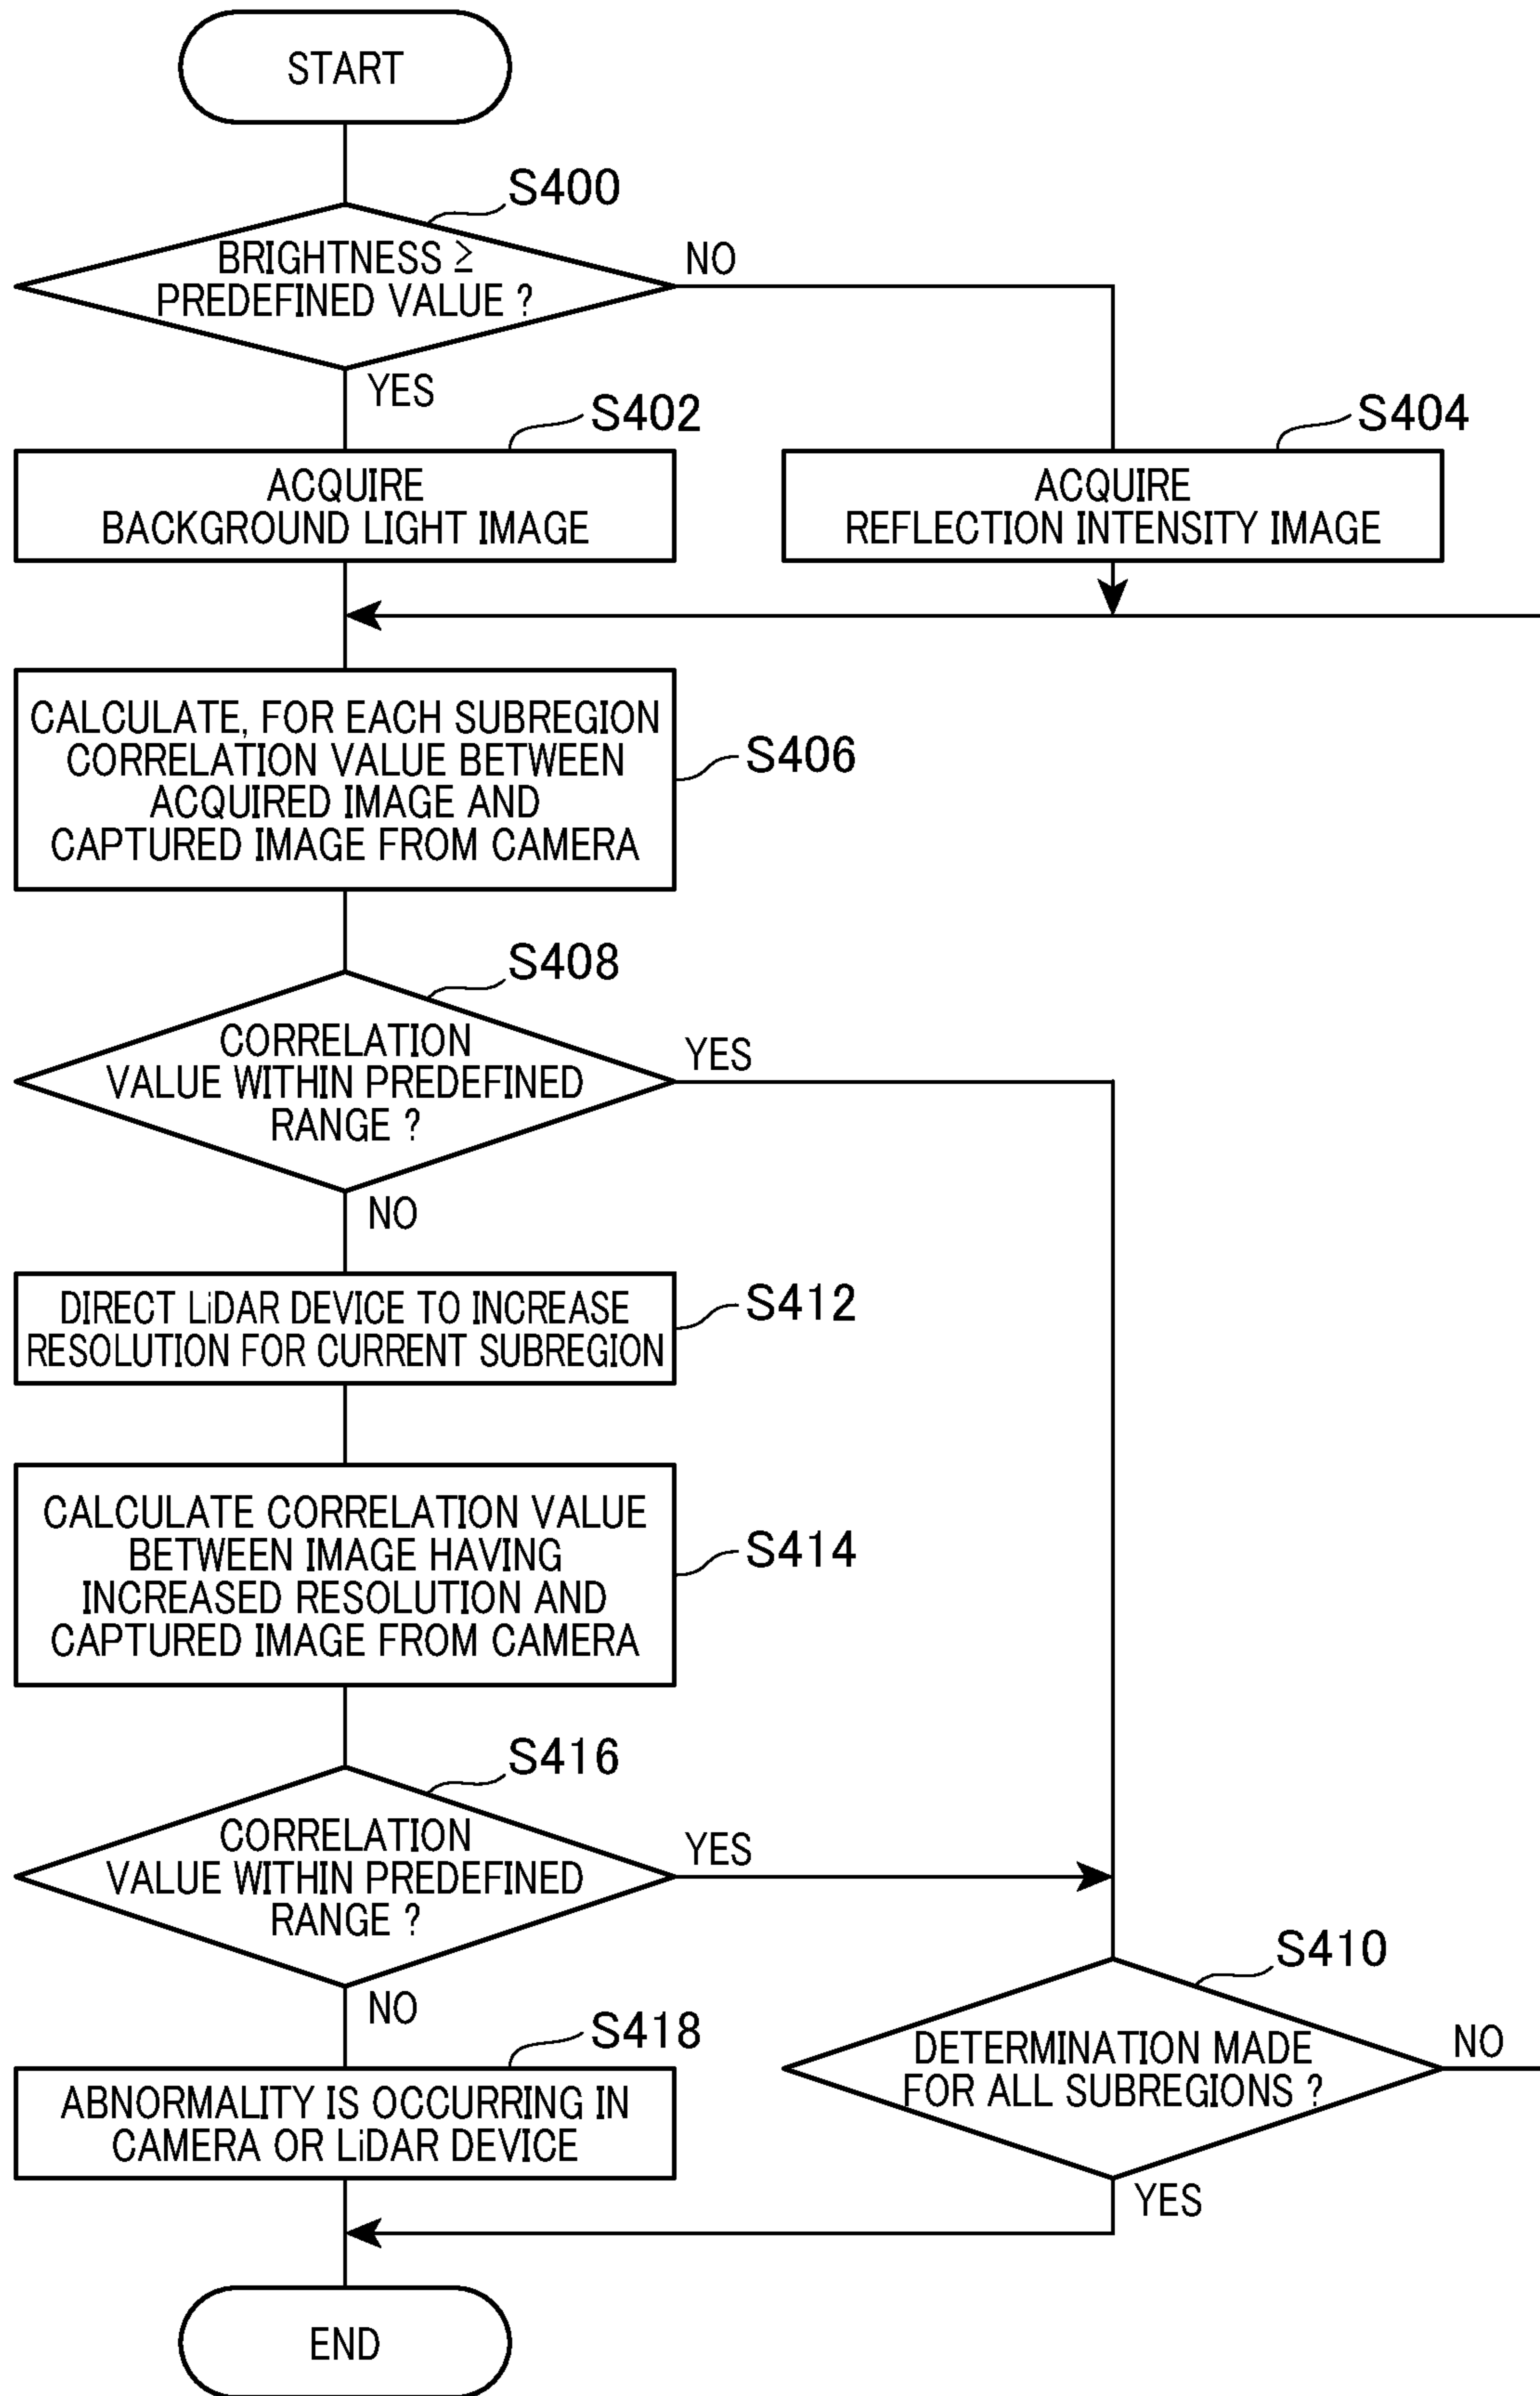 START
S400
BRIGHTNESS ≥
PREDEFINED VALUE ?
NO
YES
S402
ACQUIRE
BACKGROUND LIGHT IMAGE
S404
ACQUIRE
REFLECTION INTENSITY IMAGE
CALCULATE, FOR EACH SUBREGION
CORRELATION VALUE BETWEEN
ACQUIRED IMAGE AND
CAPTURED IMAGE FROM CAMERA
S406
S408
CORRELATION
VALUE WITHIN PREDEFINED
RANGE ?
YES
NO
DIRECT LiDAR DEVICE TO INCREASE
RESOLUTION FOR CURRENT SUBREGION
S412
CALCULATE CORRELATION VALUE
BETWEEN IMAGE HAVING
INCREASED RESOLUTION AND
CAPTURED IMAGE FROM CAMERA
S414
S416
CORRELATION
VALUE WITHIN PREDEFINED
RANGE ?
YES
NO
S410
DETERMINATION MADE
FOR ALL SUBREGIONS ?
NO
YES
S418
ABNORMALITY IS OCCURRING IN
CAMERA OR LiDAR DEVICE
END